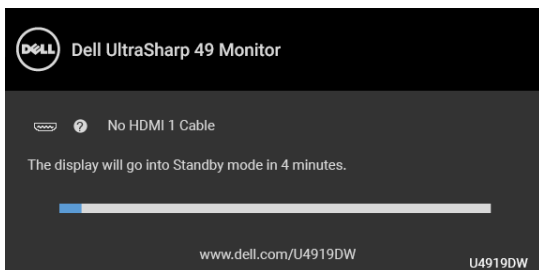 DELL
Dell UltraSharp 49 Monitor
? No HDMI 1 Cable
The display will go into Standby mode in 4 minutes.
www.dell.com/U4919DW
U4919DW